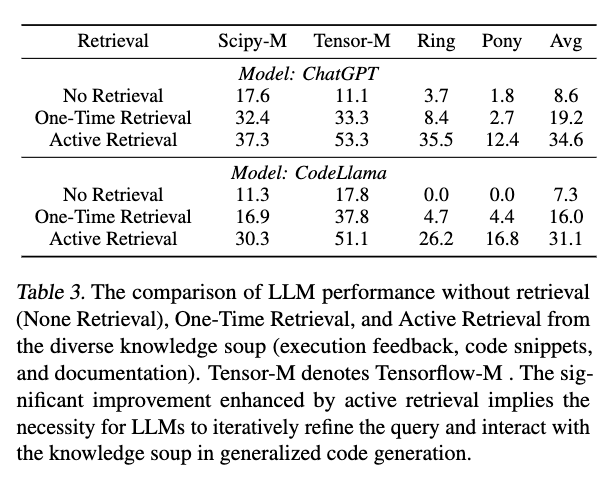 Retrieval Scipy-M Tensor-M Ring Pony Avg
Model: ChatGPT
No Retrieval 17.6 11.1 3.7 1.8 8.6
One-Time Retrieval 32.4 33.3 8.4 2.7 19.2
Active Retrieval 37.3 53.3 35.5 12.4 34.6
Model: CodeLlama
No Retrieval 11.3 17.8 0.0 0.0 7.3
One-Time Retrieval 16.9 37.8 4.7 4.4 16.0
Active Retrieval 30.3 51.1 26.2 16.8 31.1
Table 3. The comparison of LLM performance without retrieval
(None Retrieval), One-Time Retrieval, and Active Retrieval from
the diverse knowledge soup (execution feedback, code snippets,
and documentation). Tensor-M denotes Tensorflow-M . The sig-
nificant improvement enhanced by active retrieval implies the
necessity for LLMs to iteratively refine the query and interact with
the knowledge soup in generalized code generation.